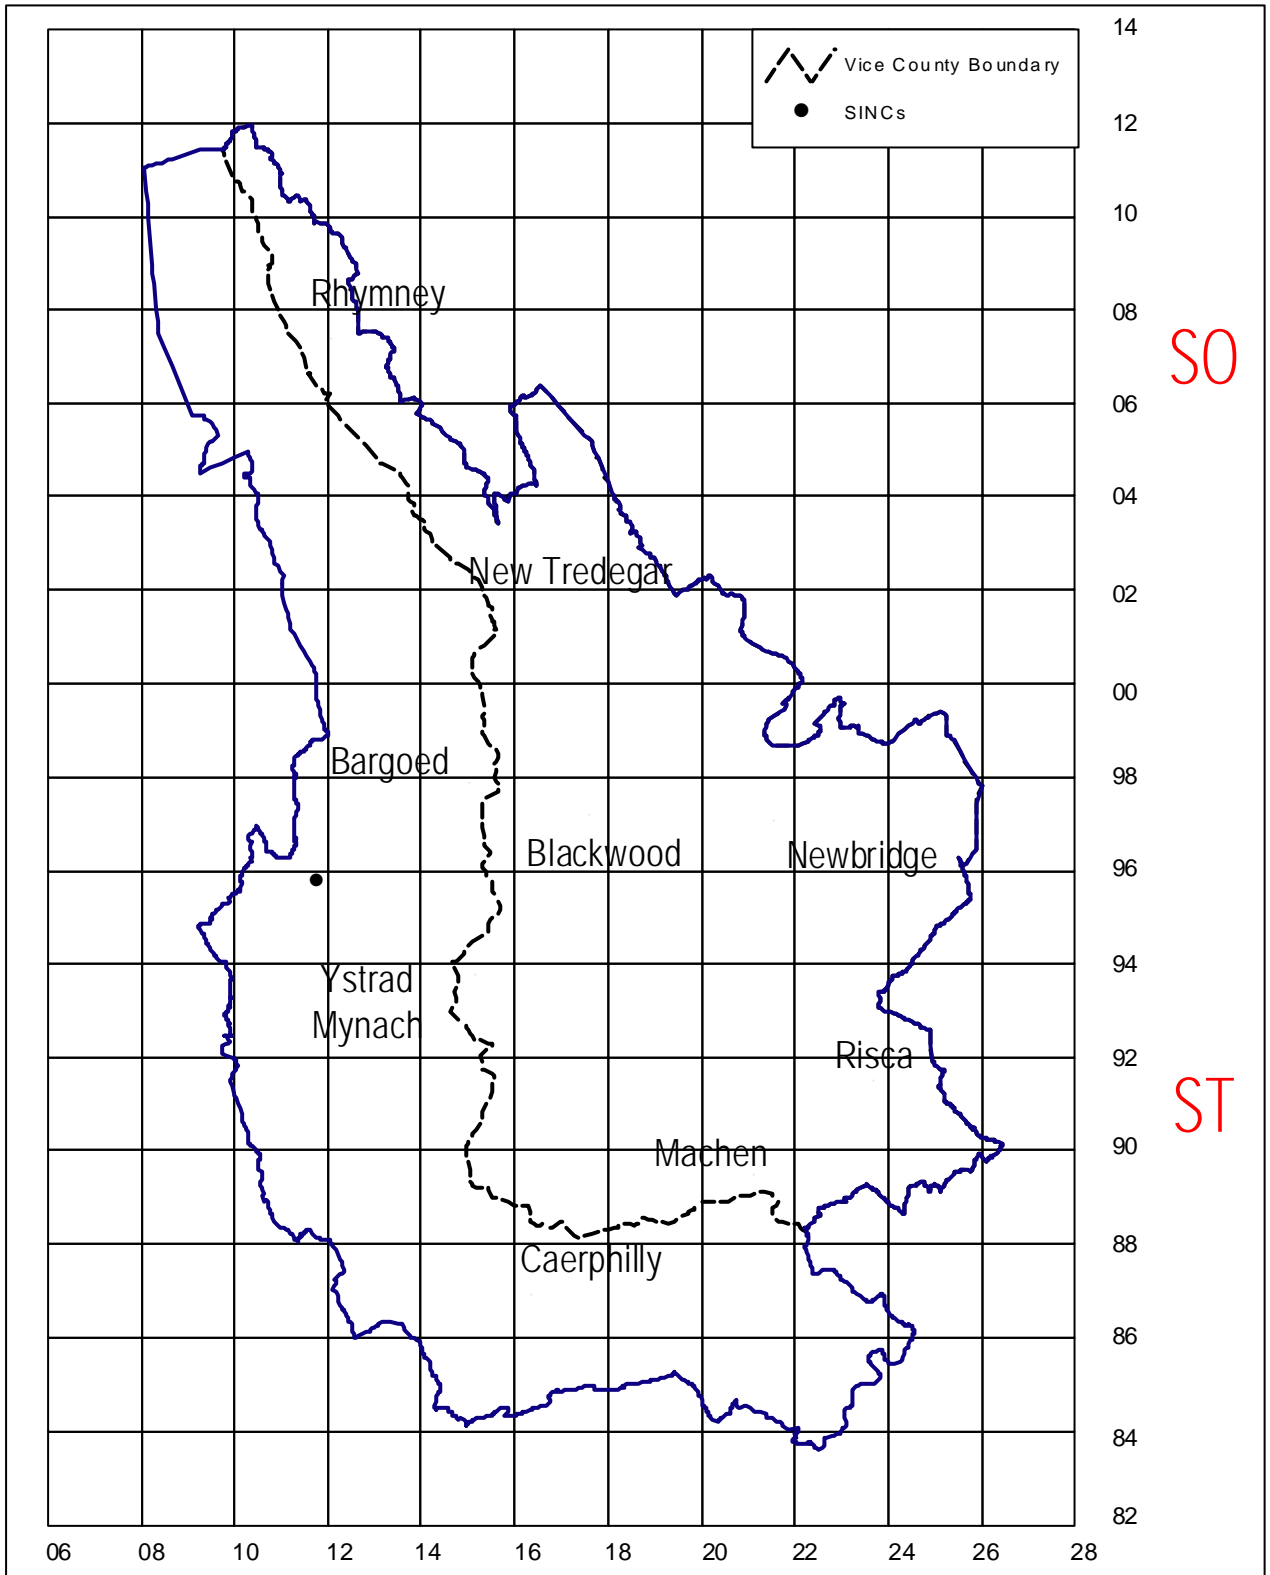 14
Vice County Boundary
SINCs
12
10
Rhymney
08
SO
06
04
New Tredegar
02
00
Bargoed
98
Blackwood
Newbridge
96
Ystrad
94
Mynach
Risca
92
ST
Machen
90
Caerphilly
88
86
84
82
06 08 10 12 14 16 18 20 22 24 26 28